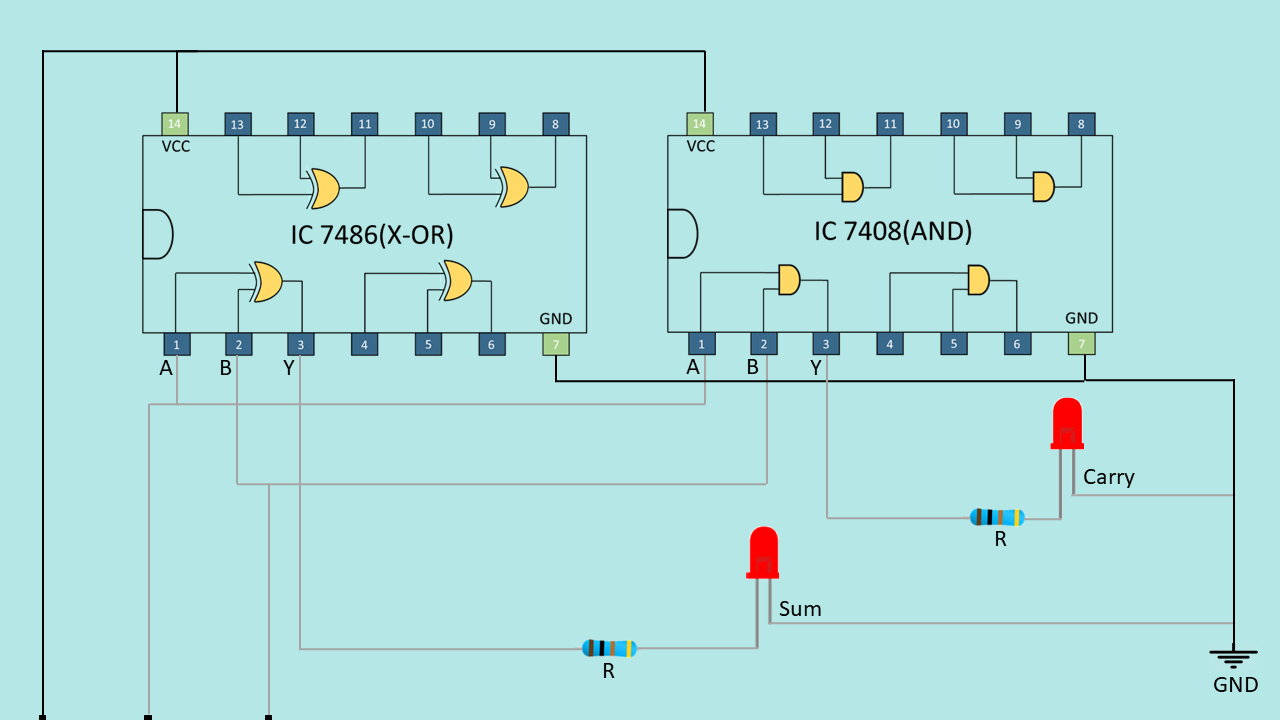 14 13 12 11 10 9 8
VCC
IC 7486(X-OR)
GND
1 2 3 4 5 6 7
A B Y
14 13 12 11 10 9 8
VCC
IC 7408(AND)
GND
1 2 3 4 5 6 7
A B Y
Carry
R
Sum
R
GND